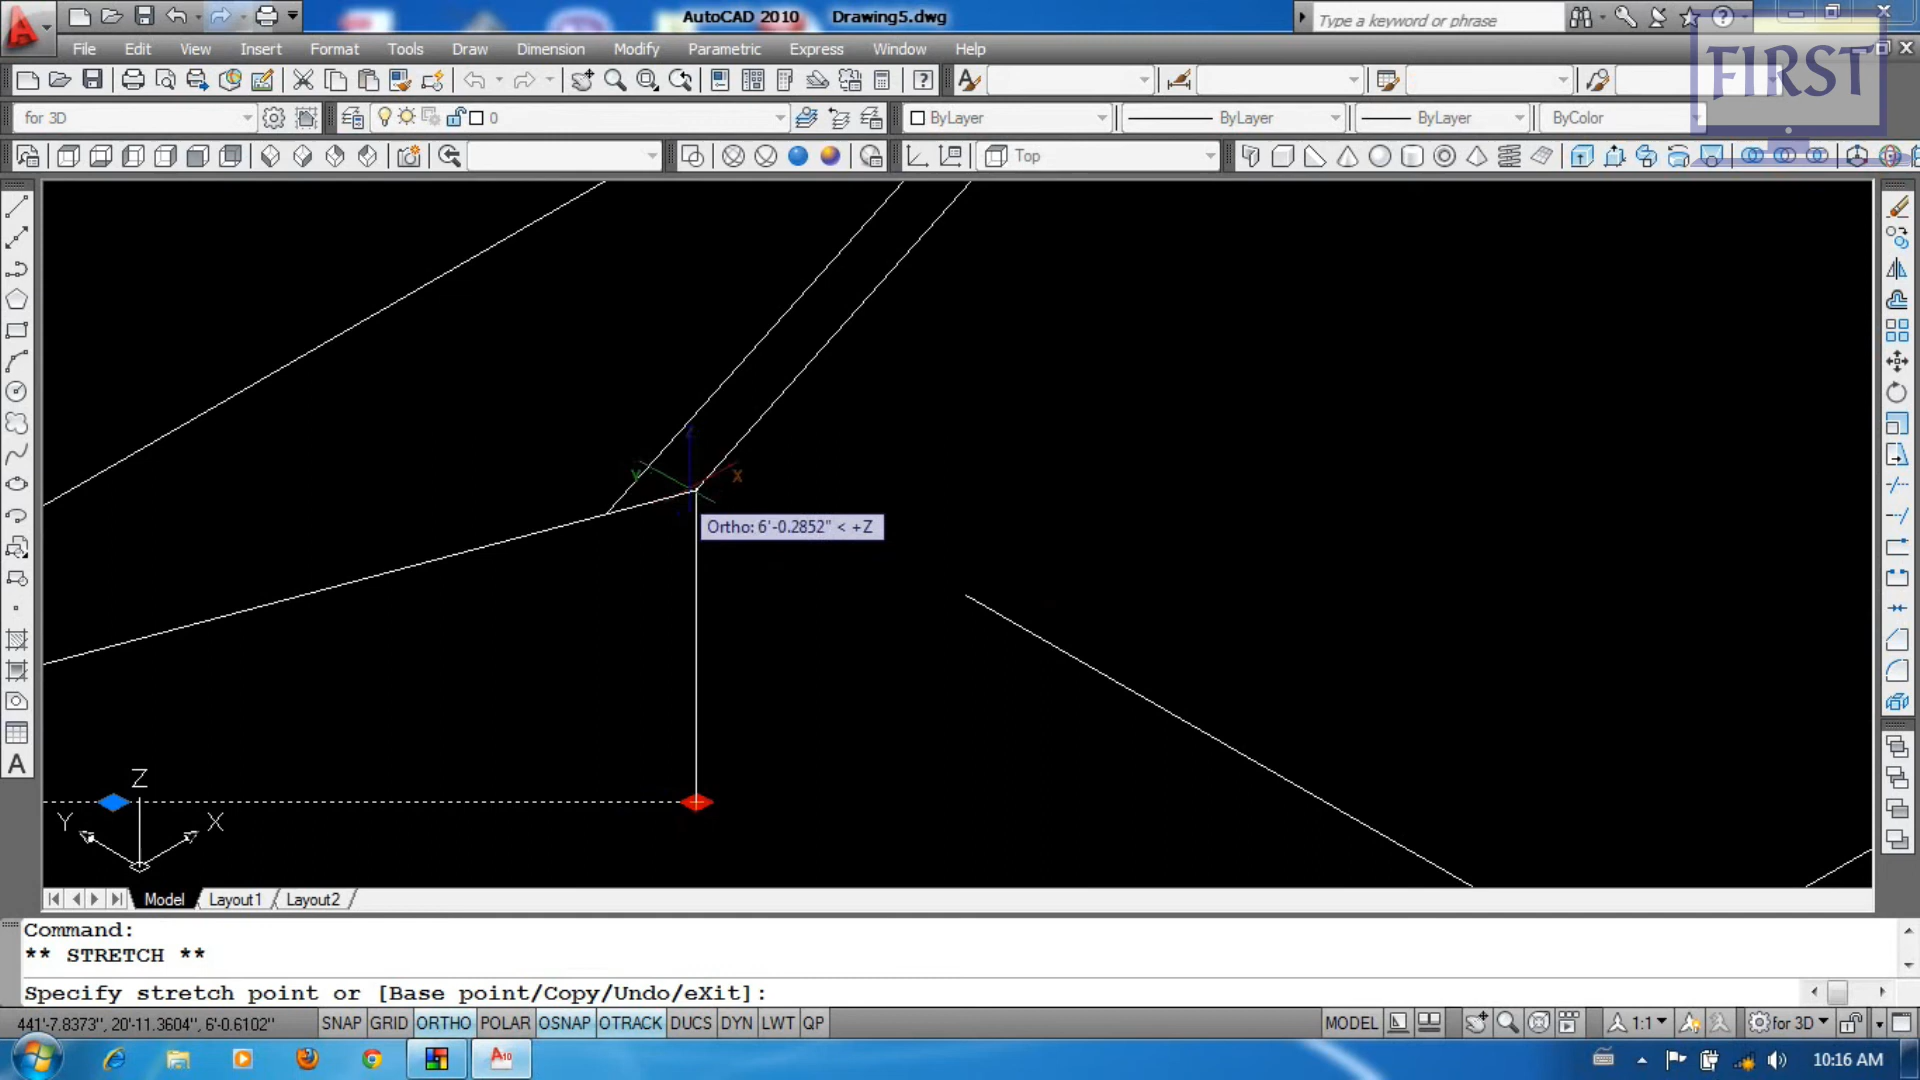 AutoCAD 2010 Drawing5.dwg
Type a keyword or phrase
File Edit View Insert Format Tools Draw Dimension Modify Parametric Express Window Help
FIRST
for 3D
0
ByLayer
ByLayer
ByLayer
ByColor
Top
Y
X
Ortho: 6'-0.2852" < +Z
Z
Y
X
Model Layout1 Layout2
Command:
** STRETCH **
Specify stretch point or [Base point/Copy/Undo/eXit]:
441'-7.8373", 20'-11.3604", 6'-0.6102" SNAP GRID ORTHO POLAR OSNAP OTRACK DUCS DYN LWT QP MODEL 1:1 for 3D
10:16 AM